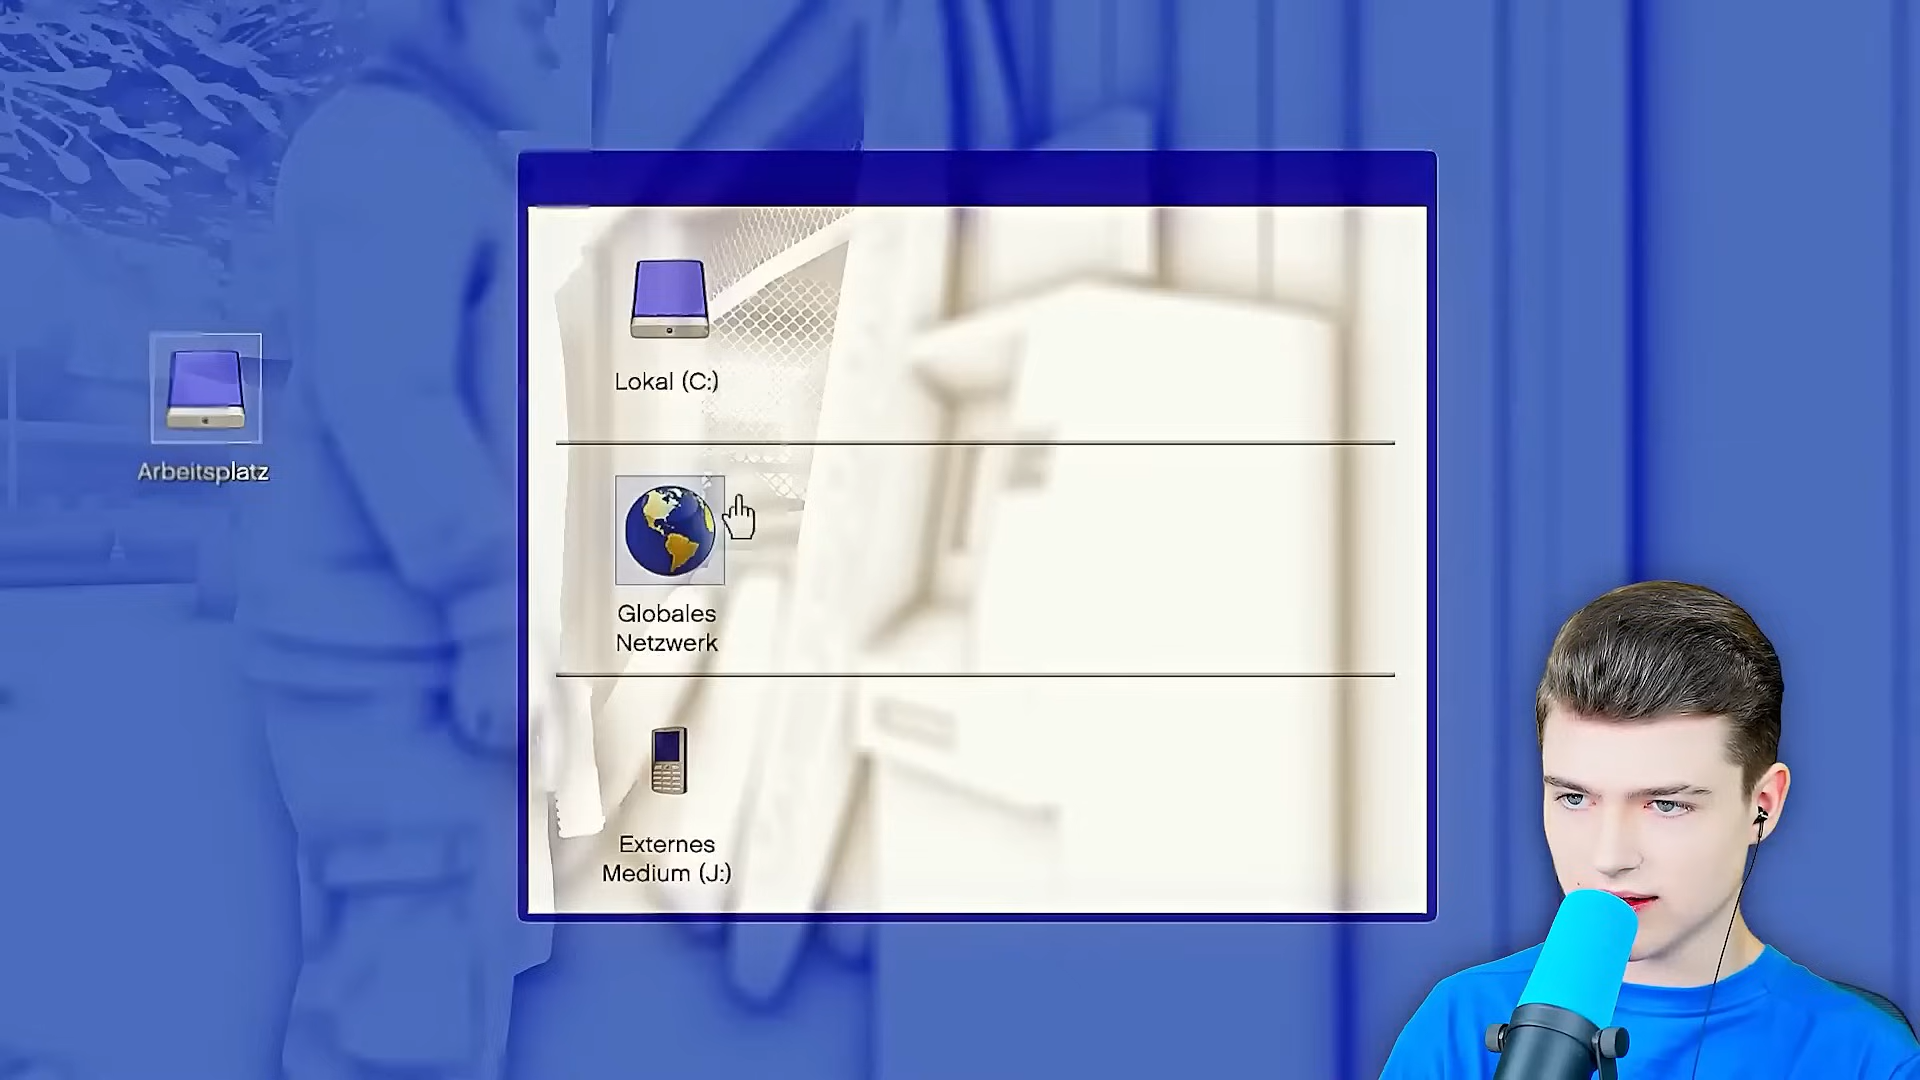 Arbeitsplatz
Lokal (C:)
Globales
Netzwerk
Externes
Medium (J:)